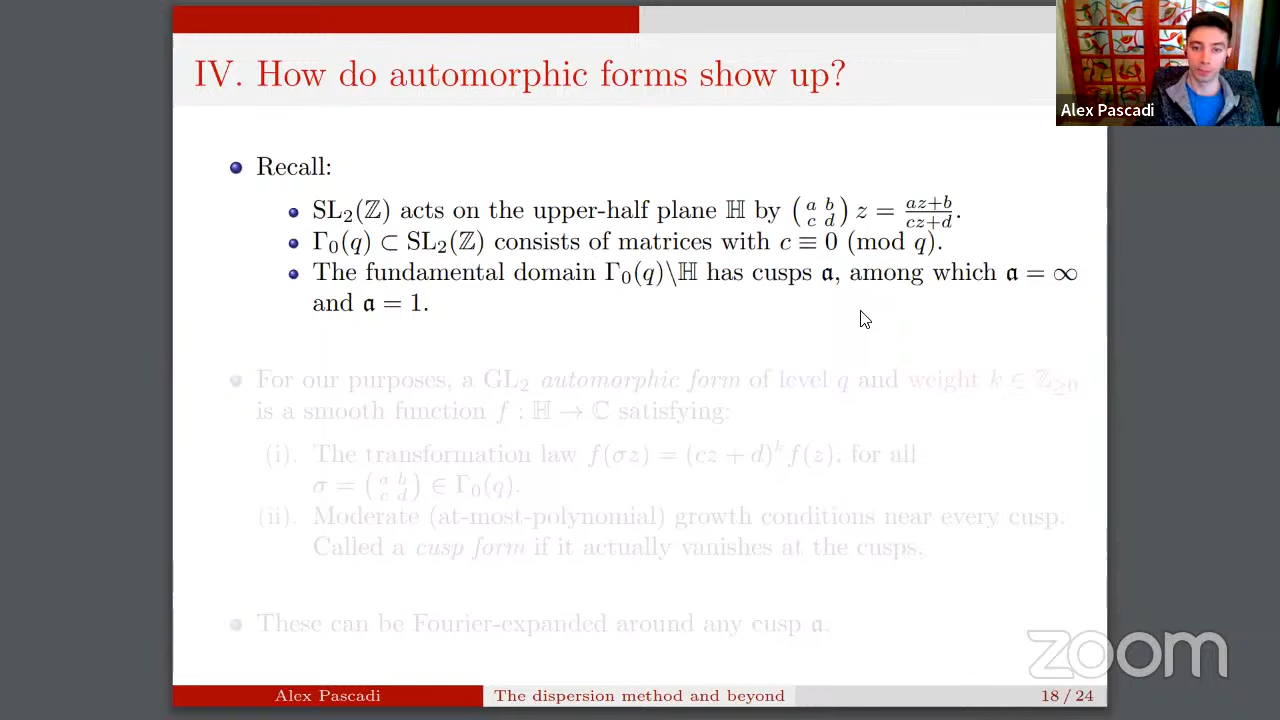 IV. How do automorphic forms show up?
Alex Pascadi
Recall:
SL₂(ℤ) acts on the upper-half plane ℍ by (a b; c d) z = (az+b)/(cz+d).
Γ₀(q) ⊂ SL₂(ℤ) consists of matrices with c ≡ 0 (mod q).
The fundamental domain Γ₀(q)\ℍ has cusps 𝔞, among which 𝔞 = ∞
and 𝔞 = 1.
For our purposes, a GL₂ automorphic form of level q and weight k ∈ ℤ≥0
is a smooth function f : ℍ → ℂ satisfying:
(i). The transformation law f(σz) = (cz + d)ᵏf(z), for all
σ = (a b; c d) ∈ Γ₀(q).
(ii). Moderate (at-most-polynomial) growth conditions near every cusp.
Called a cusp form if it actually vanishes at the cusps.
These can be Fourier-expanded around any cusp 𝔞.
zoom
Alex Pascadi The dispersion method and beyond 18 / 24